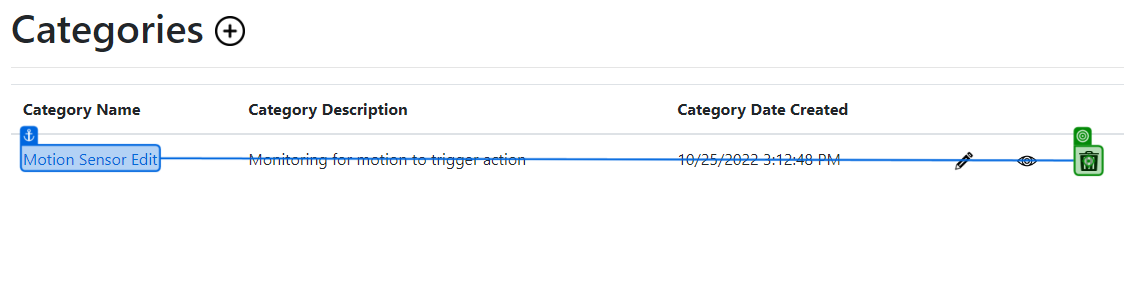 Categories
Category Name Category Description Category Date Created
Motion Sensor Edit Monitoring for motion to trigger action 10/25/2022 3:12:48 PM